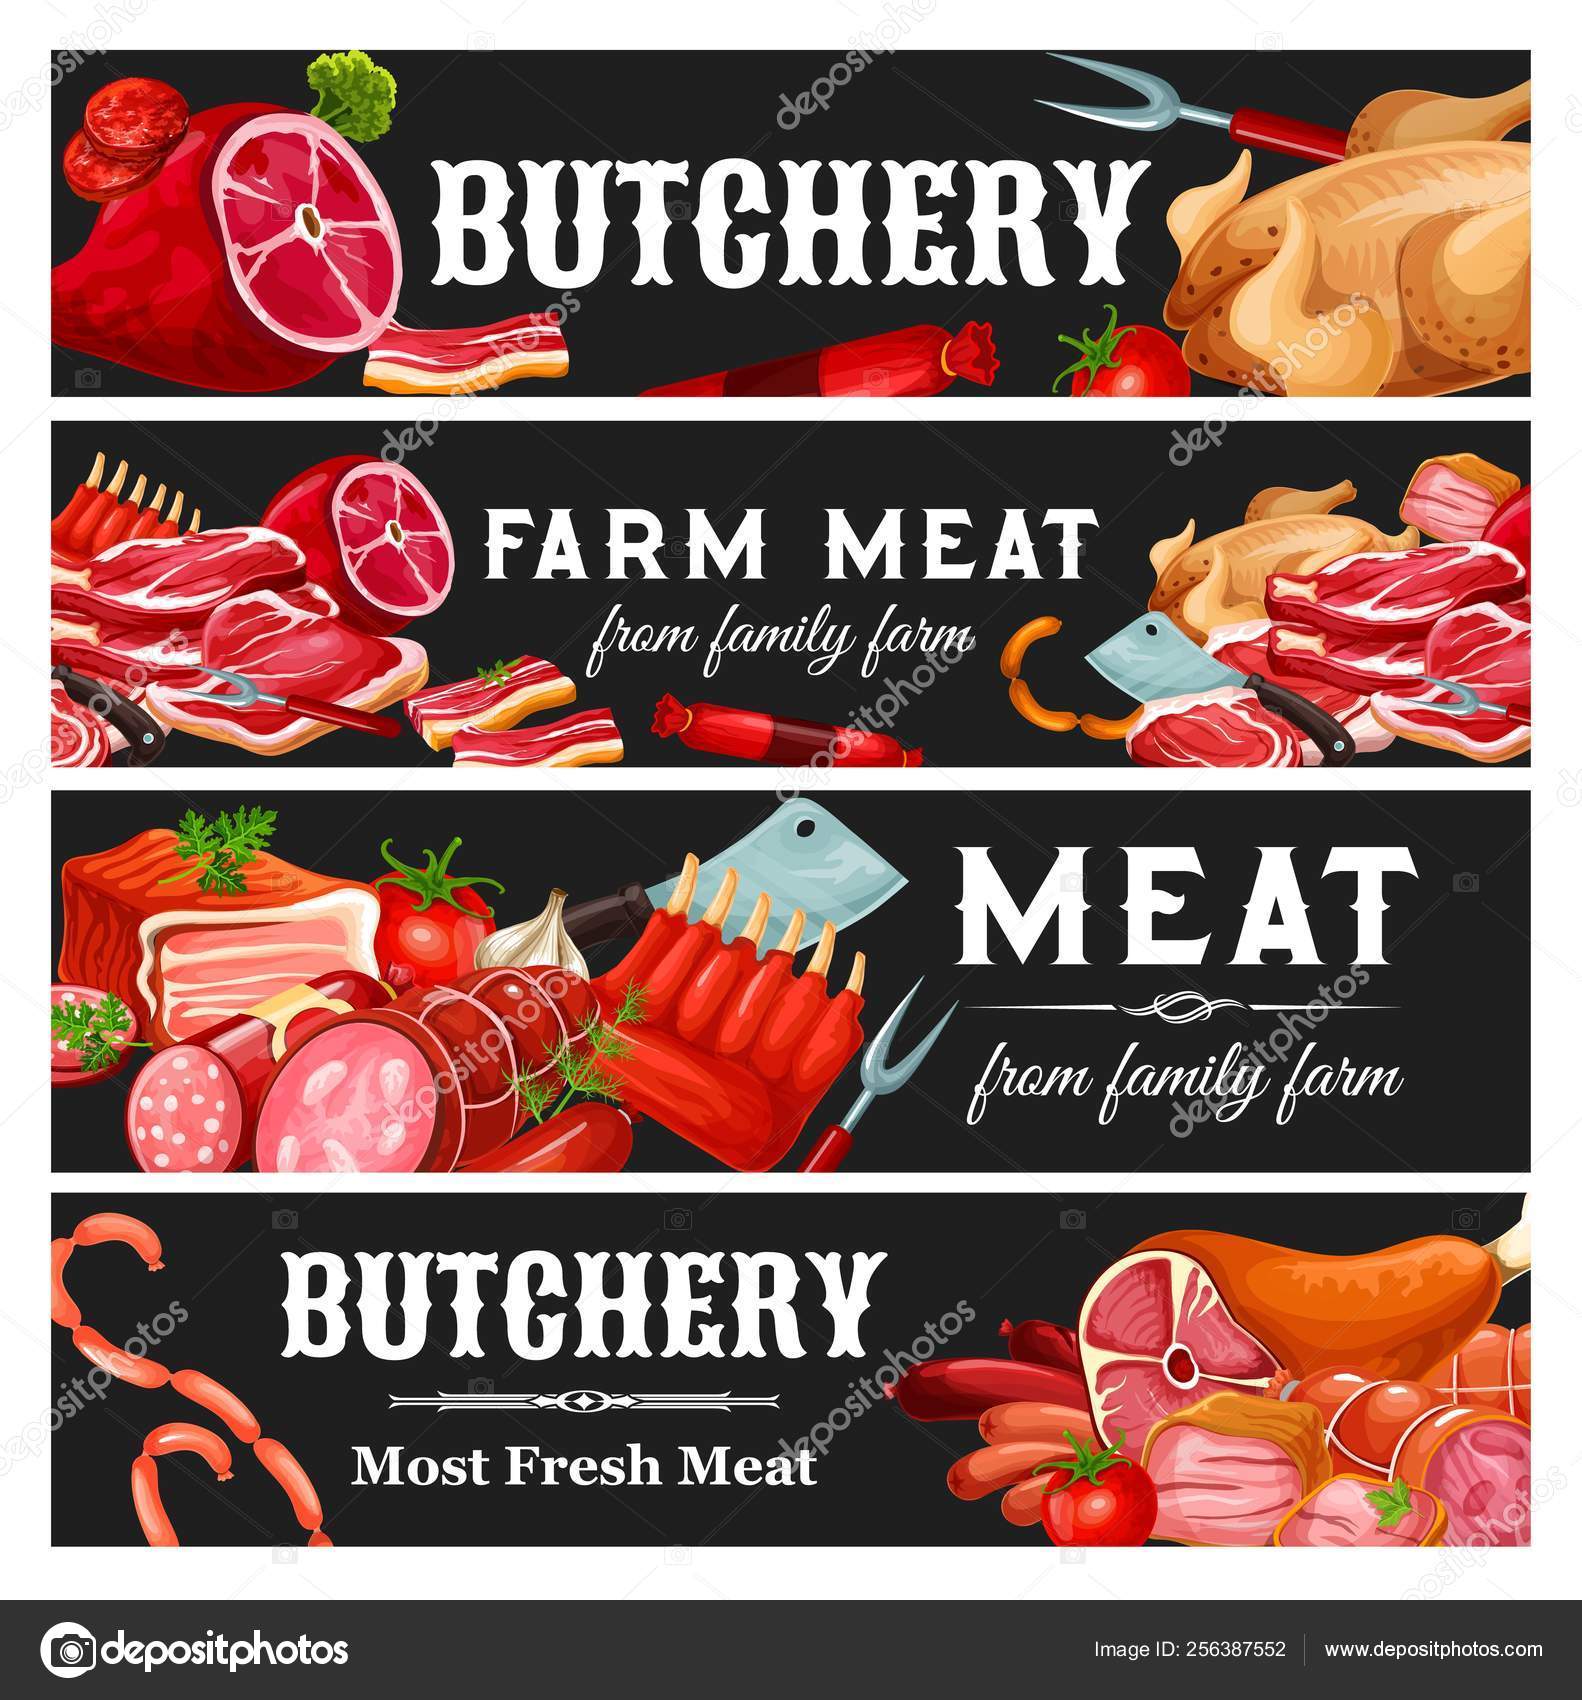 BUTCHERY
FARM MEAT
from family farm
MEAT
from family farm
BUTCHERY
Most Fresh Meat
depositphotos
Image ID: 256387552
www.depositphotos.com